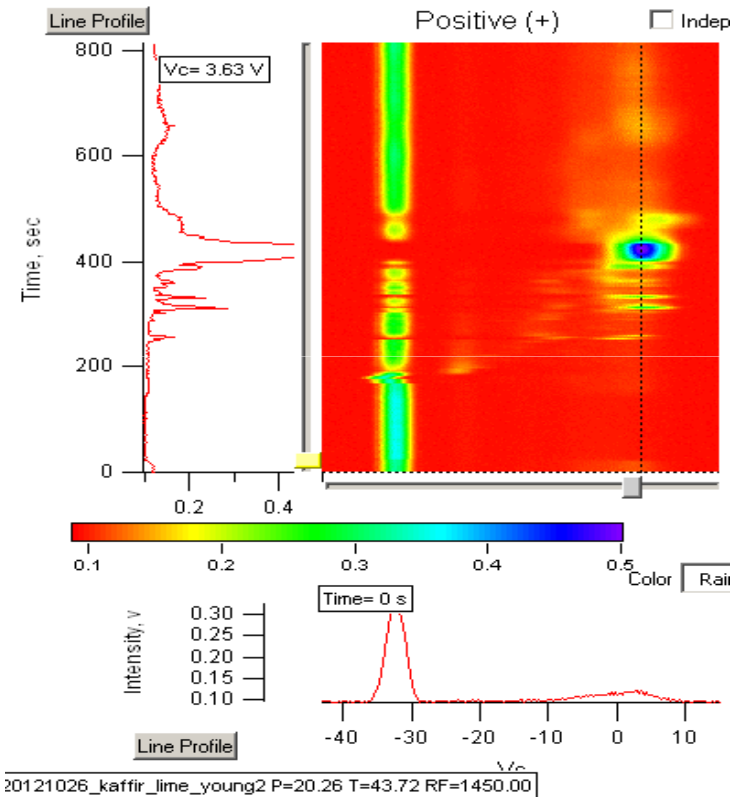 Line Profile
Positive (+)
Indep
Vc= 3.63 V
800
600
400
200
0
Time, sec
0.2
0.4
0.1
0.2
0.3
0.4
0.5
Color
Rai
Time= 0 s
0.30
0.25
0.20
0.15
0.10
Intensity, v
-40
-30
-20
-10
0
10
Line Profile
20121026_kaffir_lime_young2 P=20.26 T=43.72 RF=1450.00